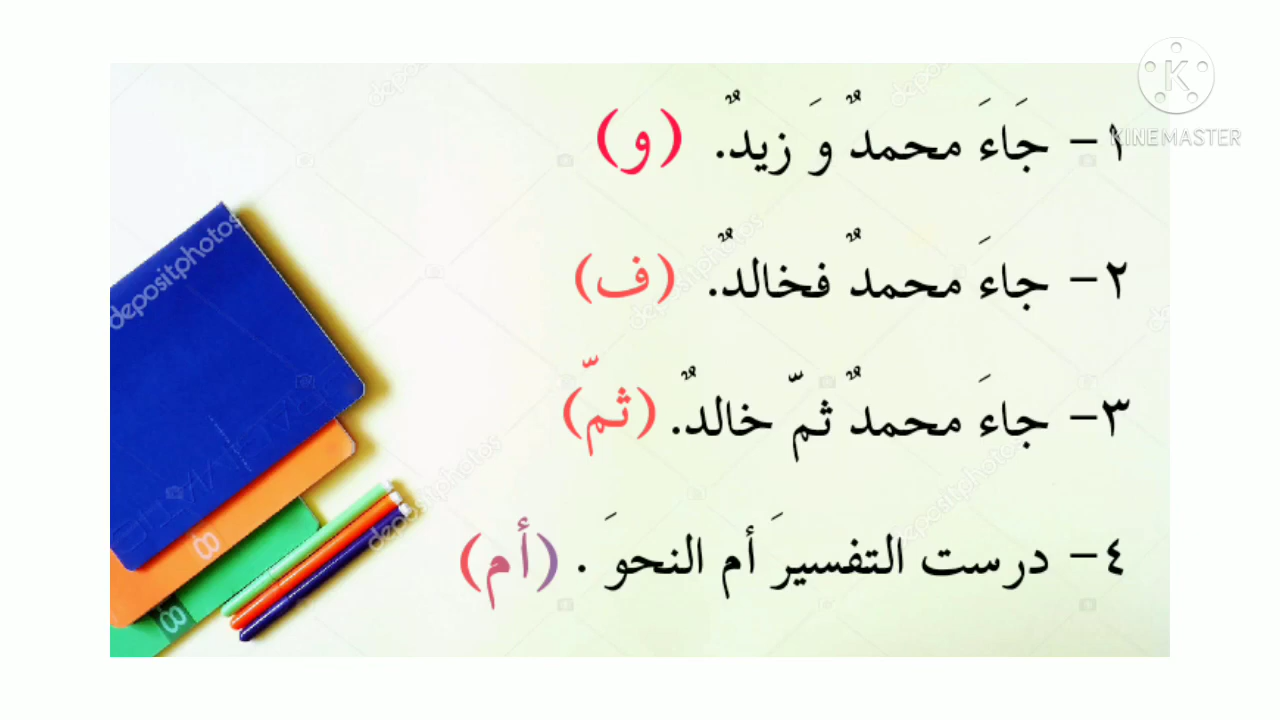 ١- جَاءَ محمدٌ وَ زيدٌ. (و)
KINEMASTER
٢- جاءَ محمدٌ فخالدٌ. (ف)
٣- جاءَ محمدٌ ثمّ خالدٌ. (ثمّ)
٤- درست التفسيرَ أم النحوَ . (أم)
depositphotos